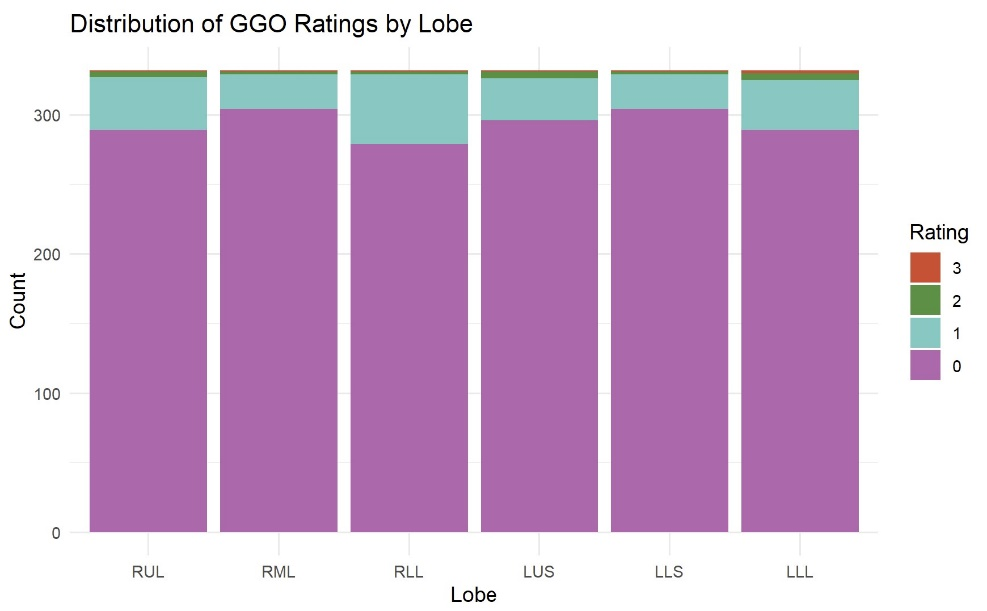 Distribution of GGO Ratings by Lobe
Count
300
200
100
0
RUL RML RLL LUS LLS LLL
Lobe
Rating
3
2
1
0